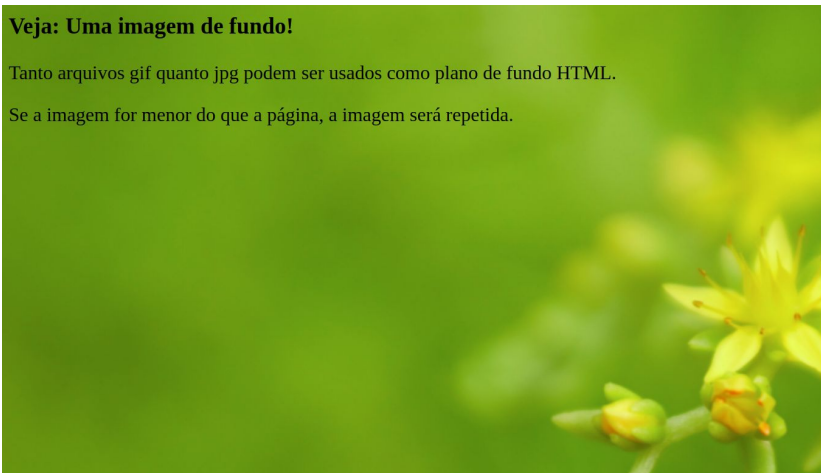 Veja: Uma imagem de fundo!
Tanto arquivos gif quanto jpg podem ser usados como plano de fundo HTML.
Se a imagem for menor do que a página, a imagem será repetida.